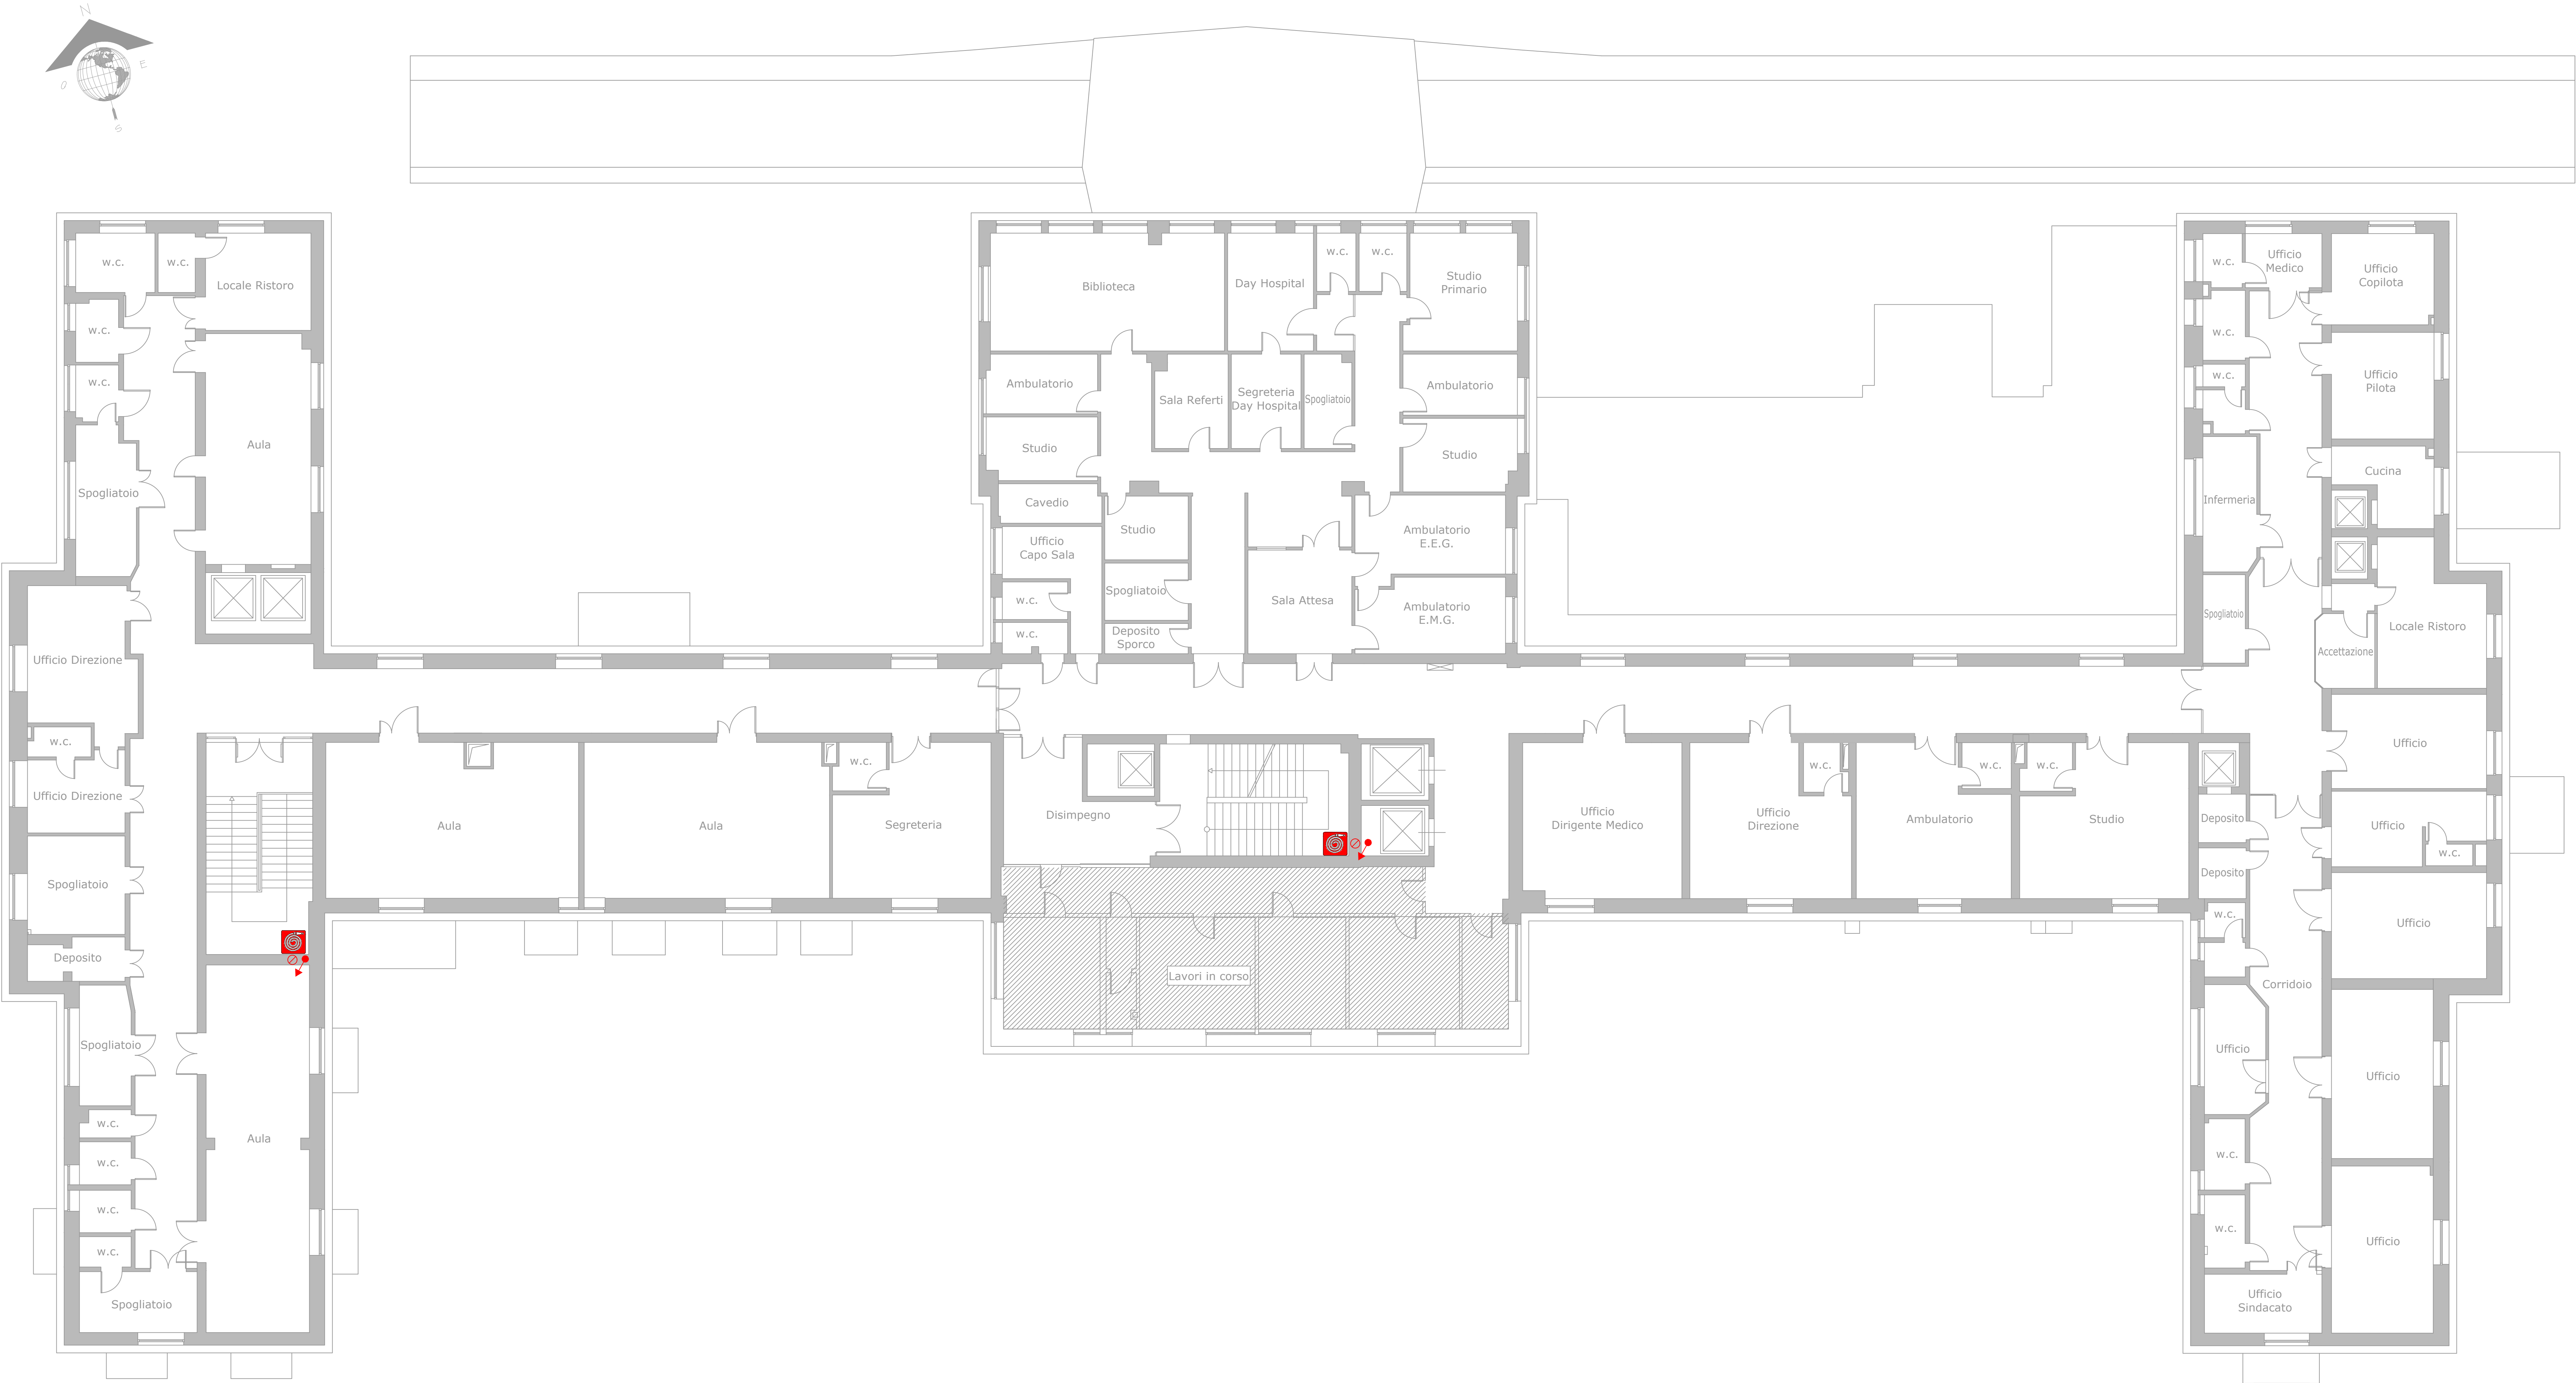 N
E
O
S
w.c.
w.c.
Locale Ristoro
w.c.
w.c.
Aula
Spogliatoio
Ufficio Direzione
w.c.
Ufficio Direzione
Spogliatoio
Deposito
Spogliatoio
w.c.
w.c.
w.c.
w.c.
Spogliatoio
Aula
Aula
Aula
w.c.
Segreteria
Biblioteca
Day Hospital
w.c.
w.c.
Studio
Primario
Ambulatorio
Sala Referti
Segreteria
Day Hospital
Spogliatoio
Ambulatorio
Studio
Studio
Cavedio
Studio
Ufficio
Capo Sala
Ambulatorio
E.E.G.
w.c.
Spogliatoio
Sala Attesa
Ambulatorio
E.M.G.
w.c.
Deposito
Sporco
Disimpegno
Lavori in corso
Ufficio
Dirigente Medico
Ufficio
Direzione
w.c.
Ambulatorio
w.c.
w.c.
Studio
w.c.
Ufficio
Medico
Ufficio
Copilota
w.c.
w.c.
Ufficio
Pilota
Cucina
Infermeria
Spogliatoio
Locale Ristoro
Accettazione
Ufficio
Deposito
Ufficio
w.c.
Deposito
w.c.
Ufficio
Corridoio
Ufficio
Ufficio
w.c.
w.c.
Ufficio
Ufficio
Sindacato